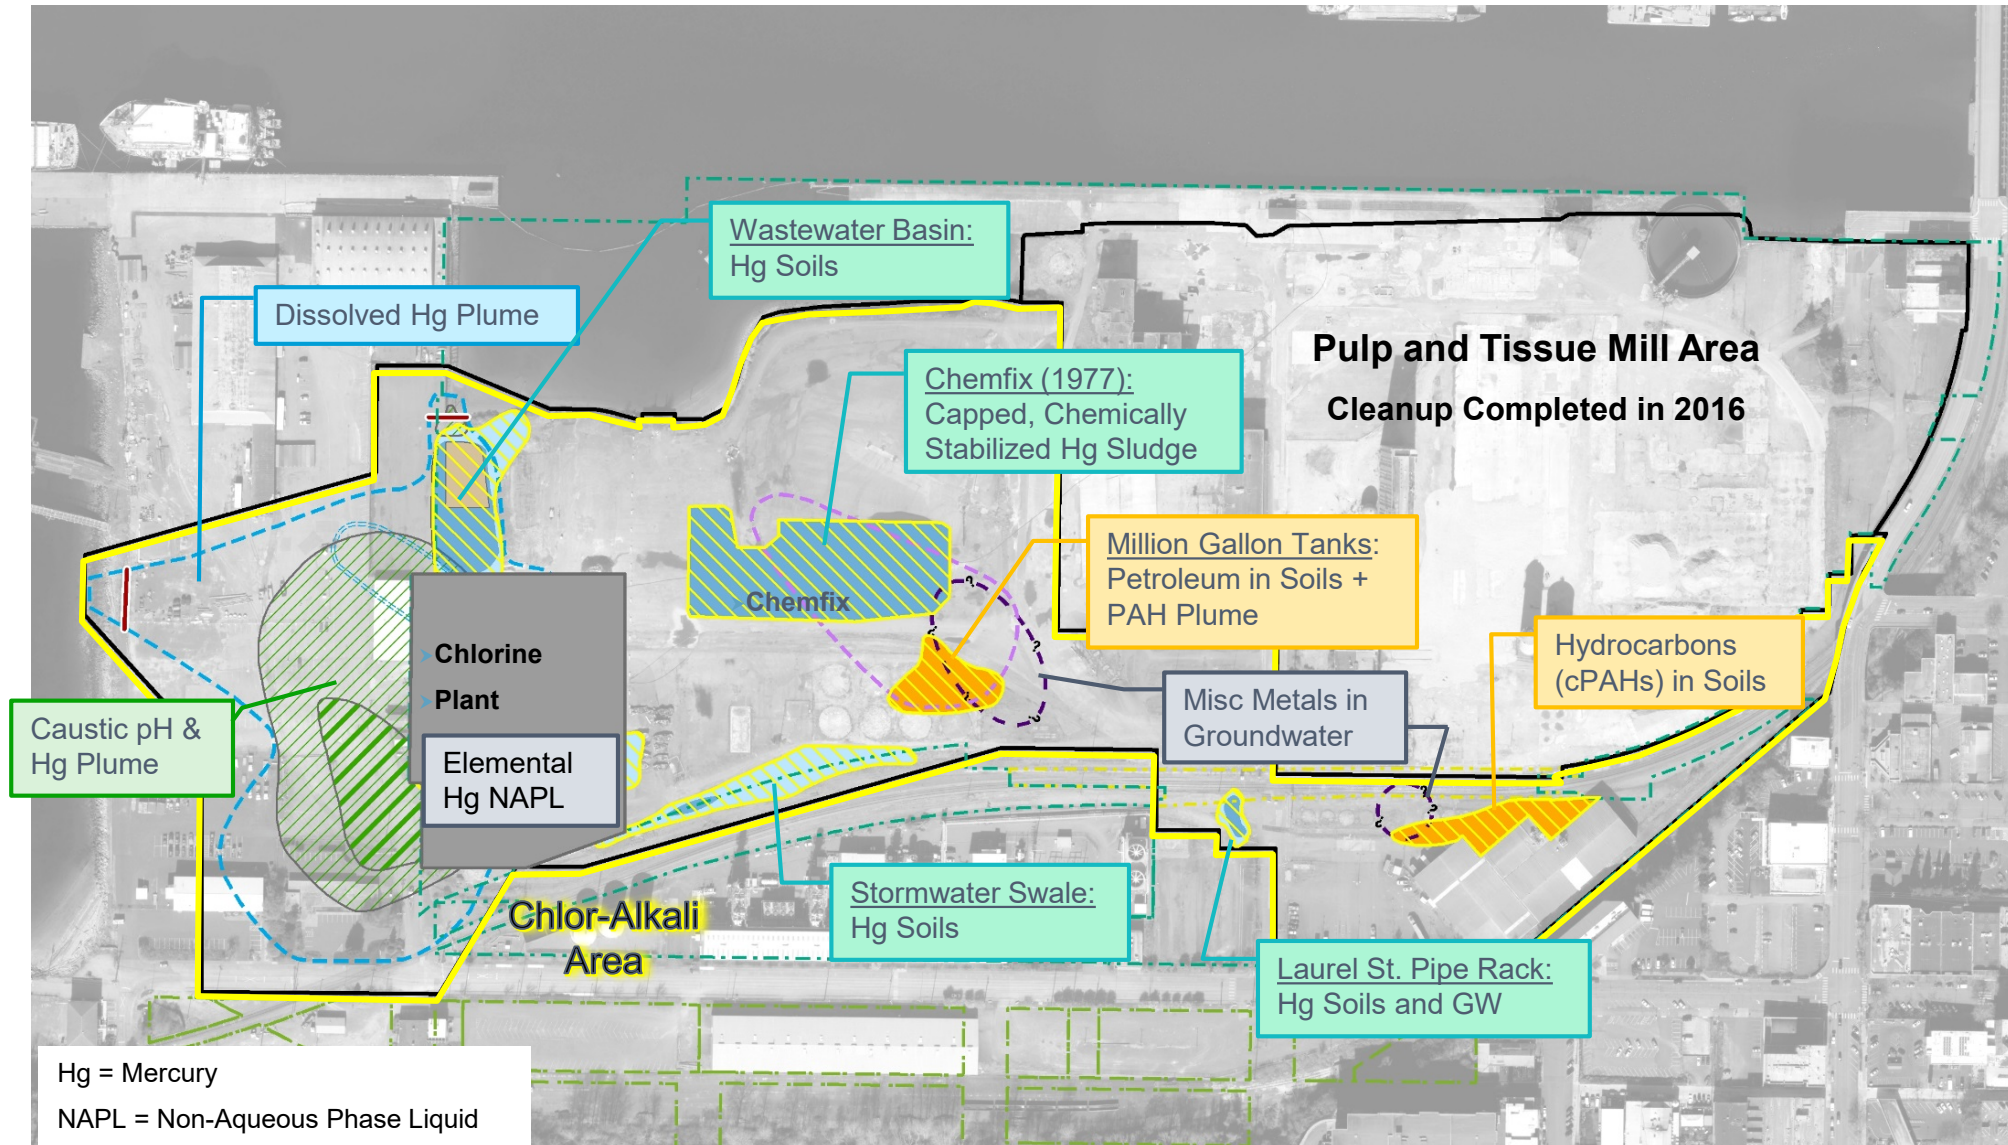 Wastewater Basin:
Hg Soils
Dissolved Hg Plume
Pulp and Tissue Mill Area
Cleanup Completed in 2016
Chemfix (1977):
Capped, Chemically
Stabilized Hg Sludge
Million Gallon Tanks:
Petroleum in Soils +
PAH Plume
Chemfix
?
?
?
?
Hydrocarbons
(cPAHs) in Soils
Chlorine
Plant
Misc Metals in
Groundwater
Caustic pH &
Hg Plume
Elemental
Hg NAPL
?
?
?
Stormwater Swale:
Hg Soils
Chlor-Alkali
Area
Laurel St. Pipe Rack:
Hg Soils and GW
Hg = Mercury
NAPL = Non-Aqueous Phase Liquid